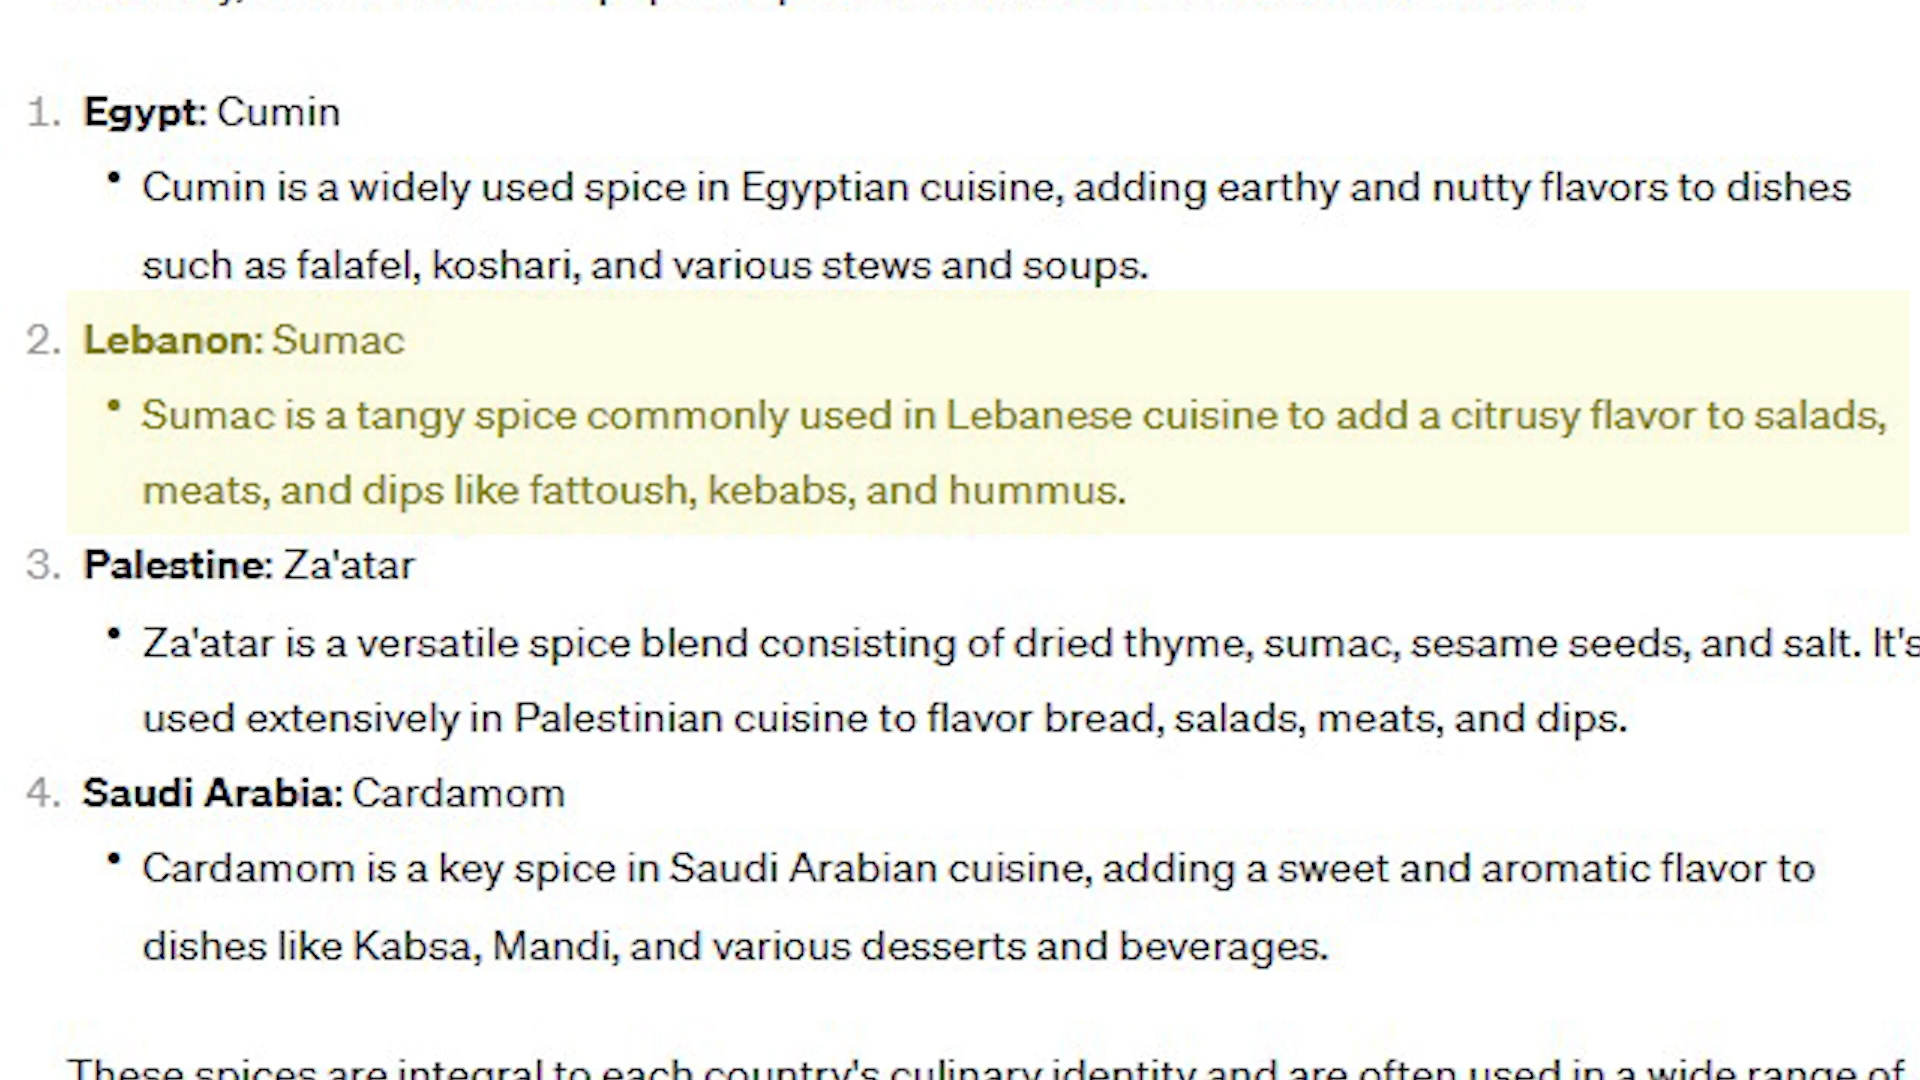 1. Egypt: Cumin
• Cumin is a widely used spice in Egyptian cuisine, adding earthy and nutty flavors to dishes
such as falafel, koshari, and various stews and soups.
2. Lebanon: Sumac
• Sumac is a tangy spice commonly used in Lebanese cuisine to add a citrusy flavor to salads,
meats, and dips like fattoush, kebabs, and hummus.
3. Palestine: Za'atar
• Za'atar is a versatile spice blend consisting of dried thyme, sumac, sesame seeds, and salt. It's
used extensively in Palestinian cuisine to flavor bread, salads, meats, and dips.
4. Saudi Arabia: Cardamom
• Cardamom is a key spice in Saudi Arabian cuisine, adding a sweet and aromatic flavor to
dishes like Kabsa, Mandi, and various desserts and beverages.
These spices are integral to each country's culinary identity and are often used in a wide range of